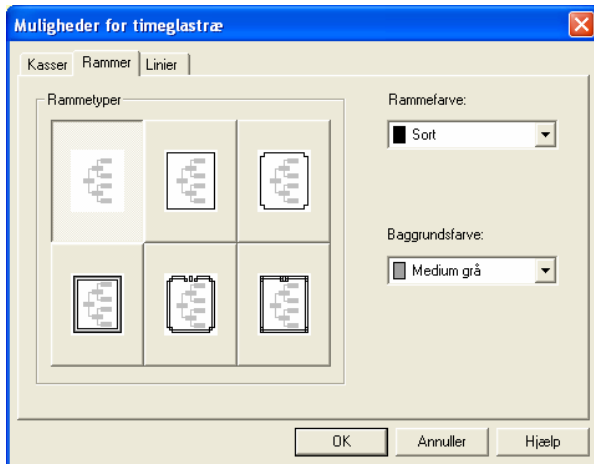 Muligheder for timeglastræ
Kasser Rammer Linier
Rammetyper
Rammefarve:
Sort
Baggrundsfarve:
Medium grå
OK Annuller Hjælp